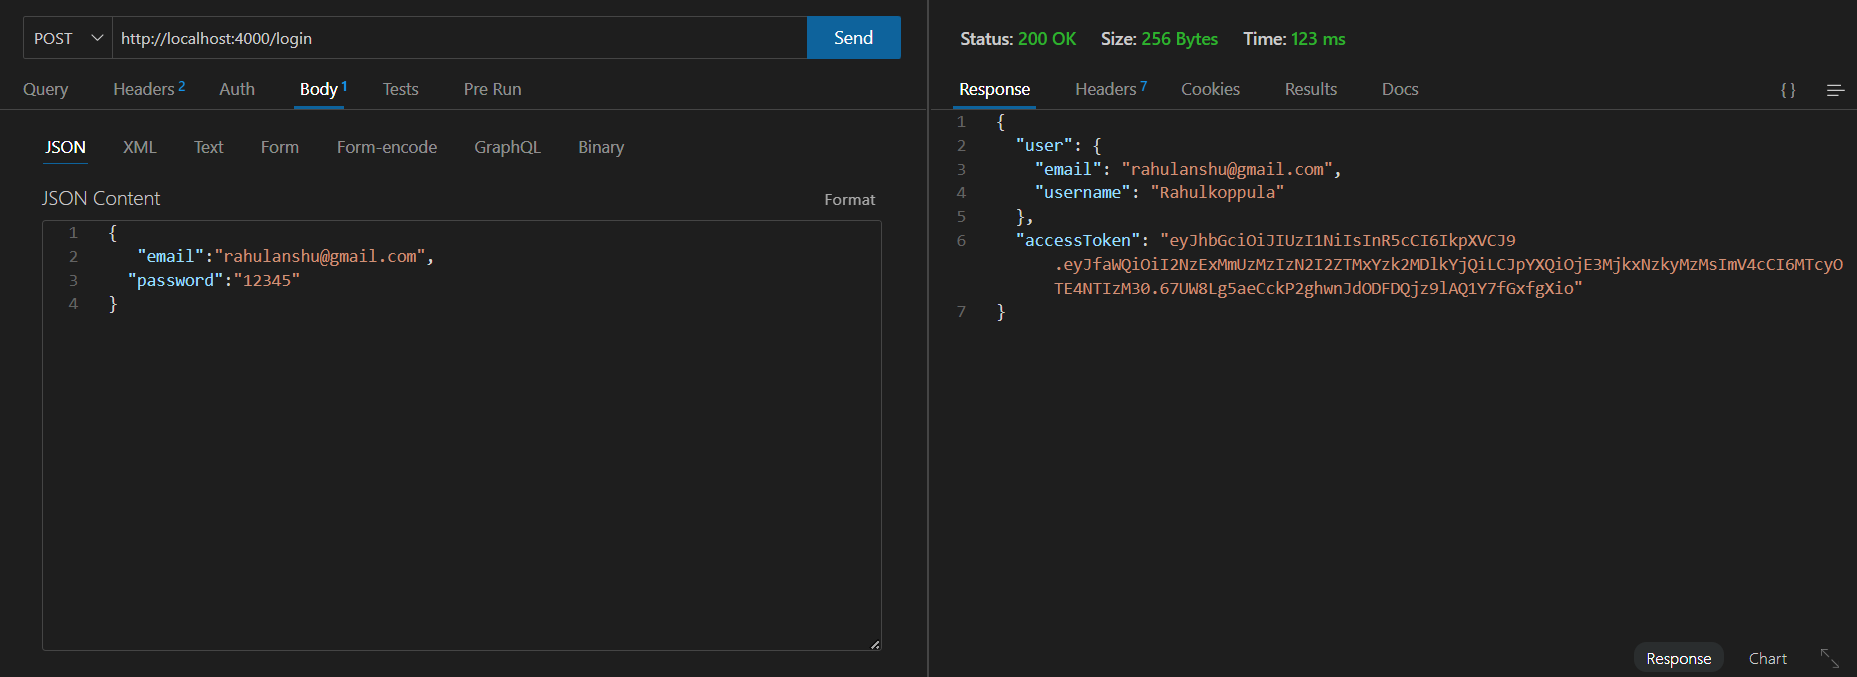 POST http://localhost:4000/login Send
Query Headers 2 Auth Body 1 Tests Pre Run
JSON XML Text Form Form-encode GraphQL Binary
JSON Content Format
1 {
2 "email":"rahulanshu@gmail.com",
3 "password":"12345"
4 }
Status: 200 OK Size: 256 Bytes Time: 123 ms
Response Headers 7 Cookies Results Docs {}
1 {
2 "user": {
3 "email": "rahulanshu@gmail.com",
4 "username": "Rahulkoppula"
5 },
6 "accessToken": "eyJhbGciOiJIUzI1NiIsInR5cCI6IkpXVCJ9
.eyJfaWQiOiI2NzExMmUzMzIzN2I2ZTMxYzk2MDlkYjQiLCJpYXQiOjE3MjkxNzkyMzMsImV4cCI6MTcyO
TE4NTIzM30.67UW8Lg5aeCckP2ghwnJdODFDQjz9lAQ1Y7fGxfgXio"
7 }
Response Chart